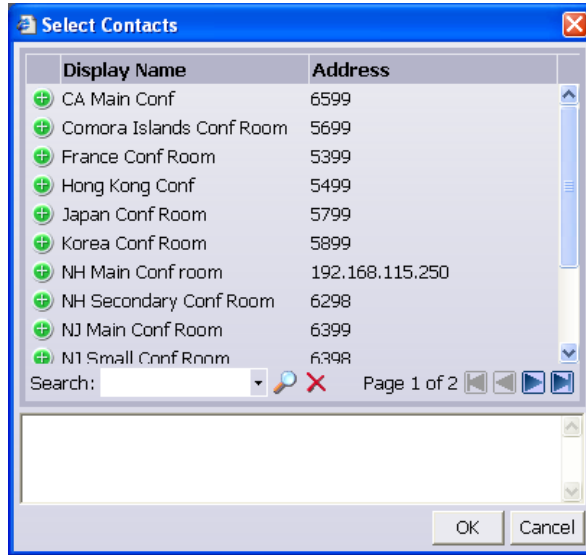 Select Contacts
Display Name Address
CA Main Conf 6599
Comora Islands Conf Room 5699
France Conf Room 5399
Hong Kong Conf 5499
Japan Conf Room 5799
Korea Conf Room 5899
NH Main Conf room 192.168.115.250
NH Secondary Conf Room 6298
NJ Main Conf Room 6399
NJ Small Conf Room 6398
Search: Page 1 of 2
OK Cancel